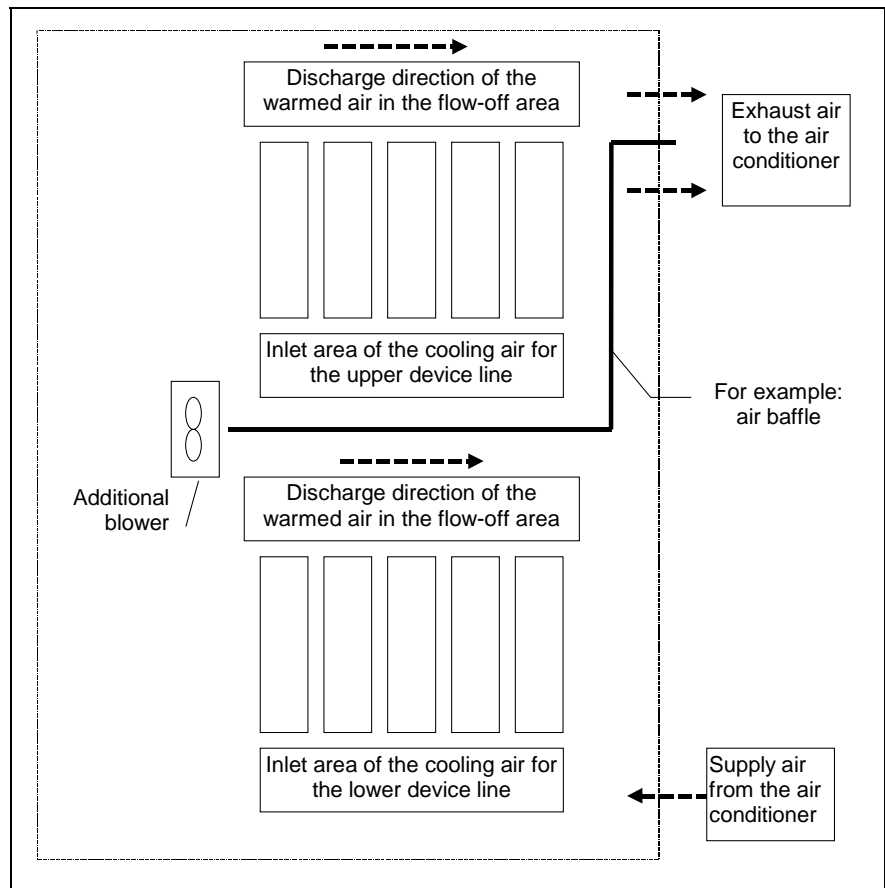 Discharge direction of the
warmed air in the flow-off area
Exhaust air
to the air
conditioner
Inlet area of the cooling air for
the upper device line
For example:
air baffle
Additional
blower
Discharge direction of the
warmed air in the flow-off area
Inlet area of the cooling air for
the lower device line
Supply air
from the air
conditioner